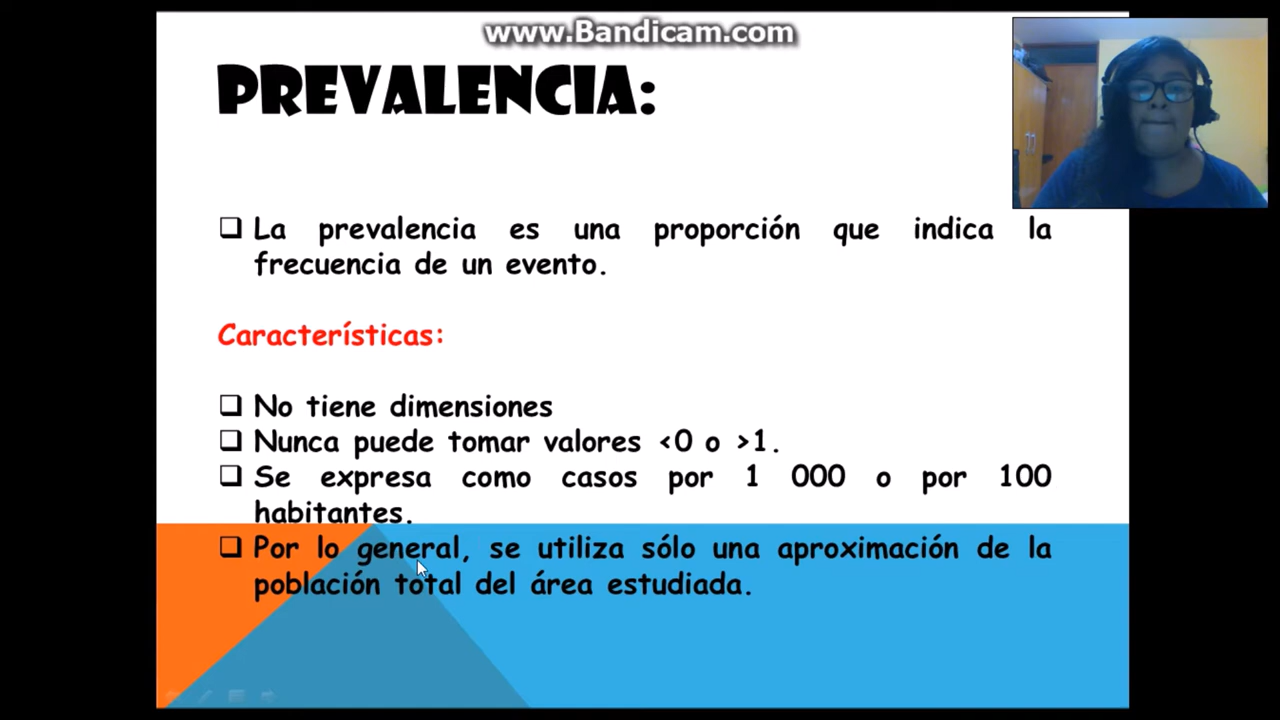 www.Bandicam.com
PREVALENCIA:
❑ La prevalencia es una proporción que indica la
frecuencia de un evento.
Características:
❑ No tiene dimensiones
❑ Nunca puede tomar valores <0 o >1.
❑ Se expresa como casos por 1 000 o por 100
habitantes.
❑ Por lo general, se utiliza sólo una aproximación de la
población total del área estudiada.